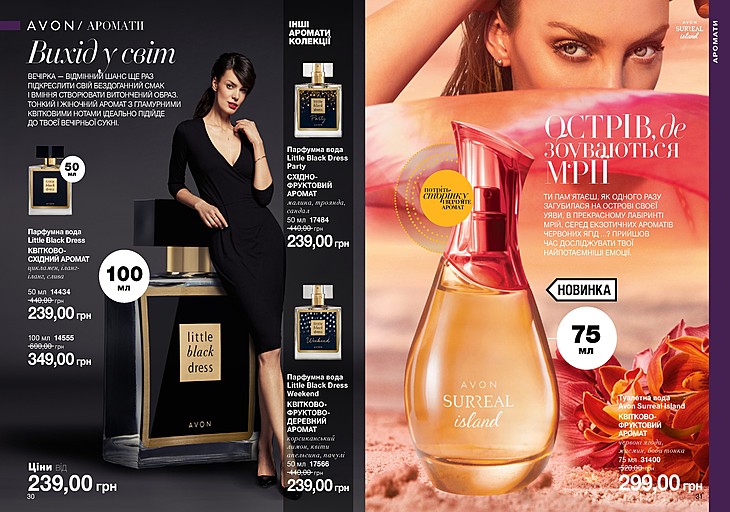 AVON / АРОМАТИ
Вихід у світ
ВЕЧІРКА — ВІДМІННИЙ ШАНС ЩЕ РАЗ
ПІДКРЕСЛИТИ СВІЙ БЕЗДОГАННИЙ СМАК
І ВМІННЯ СТВОРЮВАТИ ВИТОНЧЕНИЙ ОБРАЗ.
ТОНКИЙ І ЖІНОЧНИЙ АРОМАТ З ГЛАМУРНИМИ
КВІТКОВИМИ НОТАМИ ІДЕАЛЬНО ПІДІЙДЕ
ДО ТВОЄЇ ВЕЧІРНЬОЇ СУКНІ.
50
МЛ
Парфумна вода
Little Black Dress
КВІТКОВО-
СХІДНИЙ АРОМАТ
цикламен, іланг-
іланг, слива
50 мл 14434
440,00 грн
239,00 грн
100 мл 14555
600,00 грн
349,00 грн
100
МЛ
little
black
dress
AVON
Ціни від
239,00 грн
30
ІНШІ
АРОМАТИ
КОЛЕКЦІЇ
Party
Парфумна вода
Little Black Dress
Party
СХІДНО-
ФРУКТОВИЙ
АРОМАТ
малина, троянда,
сандал
50 мл 17484
440,00 грн
239,00 грн
Weekend
Парфумна вода
Little Black Dress
Weekend
КВІТКОВО-
ФРУКТОВО-
ДЕРЕВНИЙ
АРОМАТ
корсиканський
лимон, квіти
апельсина, пачулі
50 мл 17566
440,00 грн
239,00 грн
AVON
SURREAL
island
АРОМАТИ
ОСТРІВ, де
збуваються
МРІЇ
ТИ ПАМ'ЯТАЄШ, ЯК ОДНОГО РАЗУ
ЗАГУБИЛАСЯ НА ОСТРОВІ СВОЄЇ
УЯВИ, В ПРЕКРАСНОМУ ЛАБІРИНТІ
МРІЙ, СЕРЕД ЕКЗОТИЧНИХ АРОМАТІВ
ЧЕРВОНИХ ЯГІД ...? ПРИЙШОВ
ЧАС ДОСЛІДЖУВАТИ ТВОЇ
НАЙПОТАЄМНІШІ ЕМОЦІЇ.
потріть
сторінку
і відчуйте
АРОМАТ
НОВИНКА
75
МЛ
AVON
SURREAL
island
Туалетна вода
Avon Surreal Island
КВІТКОВО-
ФРУКТОВИЙ
АРОМАТ
червоні ягоди,
жасмин, боби тонка
75 мл 31400
520,00 грн
299,00 грн
31